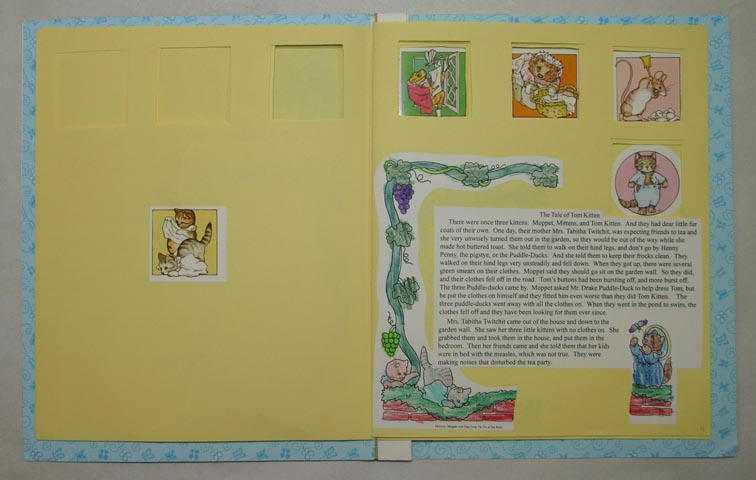 The Tale of Tom Kitten
There were once three kittens: Moppet, Mittens, and Tom Kitten. And they had dear little fur
coats of their own. One day, their mother Mrs. Tabitha Twitchit, was expecting friends to tea and
she very unwisely turned them out in the garden, so they would be out of the way while she
made hot buttered toast. She told them to walk on their hind legs, and don't go by Henny
Penny, the pigstye, or the Puddle-Ducks. And she told them to keep their frocks clean. They
walked on their hind legs very unsteadily and fell down. When they got up, there were several
green smears on their clothes. Moppet said they should go sit on the garden wall. So they did,
and their clothes fell off in the road. Tom's buttons had been bursting off, and more burst off.
The three Puddle-ducks came by. Moppet asked Mr. Drake Puddle-Duck to help dress Tom, but
he put the clothes on himself and they fitted him even worse than they did Tom Kitten. The
three puddle-ducks went away with all the clothes on. When they went in the pond to swim, the
clothes fell off and they have been looking for them ever since.
Mrs. Tabitha Twitchit came out of the house and down to the
garden wall. She saw her three little kittens with no clothes on. She
grabbed them and took them in the house, and put them in the
bedroom. Then her friends came and she told them that her kids
were in bed with the measles, which was not true. They were
making noises that disturbed the tea party.